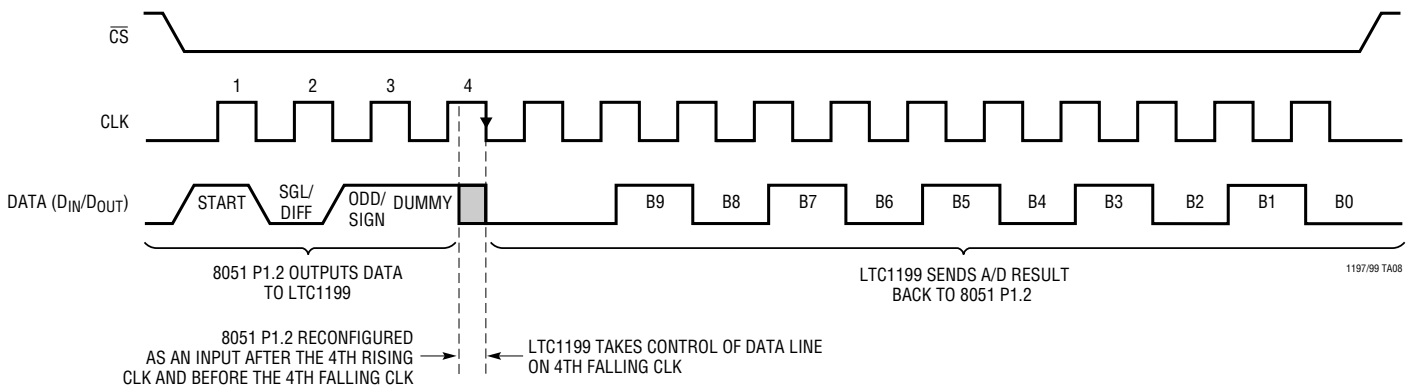 CS
1 2 3 4
CLK
DATA (DIN/DOUT)
START
SGL/
DIFF
ODD/
SIGN
DUMMY
B9 B8 B7 B6 B5 B4 B3 B2 B1 B0
8051 P1.2 OUTPUTS DATA
TO LTC1199
LTC1199 SENDS A/D RESULT
BACK TO 8051 P1.2
1197/99 TA08
8051 P1.2 RECONFIGURED
AS AN INPUT AFTER THE 4TH RISING
CLK AND BEFORE THE 4TH FALLING CLK
LTC1199 TAKES CONTROL OF DATA LINE
ON 4TH FALLING CLK